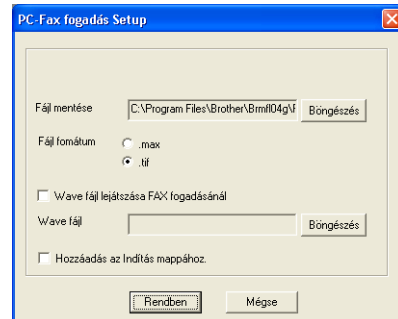 PC-Fax fogadás Setup
Fájl mentése C:\Program Files\Brother\Brmfl04g\F Böngészés
Fájl fomátum .max
.tif
Wave fájl lejátszása FAX fogadásánál
Wave fájl Böngészés
Hozzáadás az Indítás mappához.
Rendben Mégse